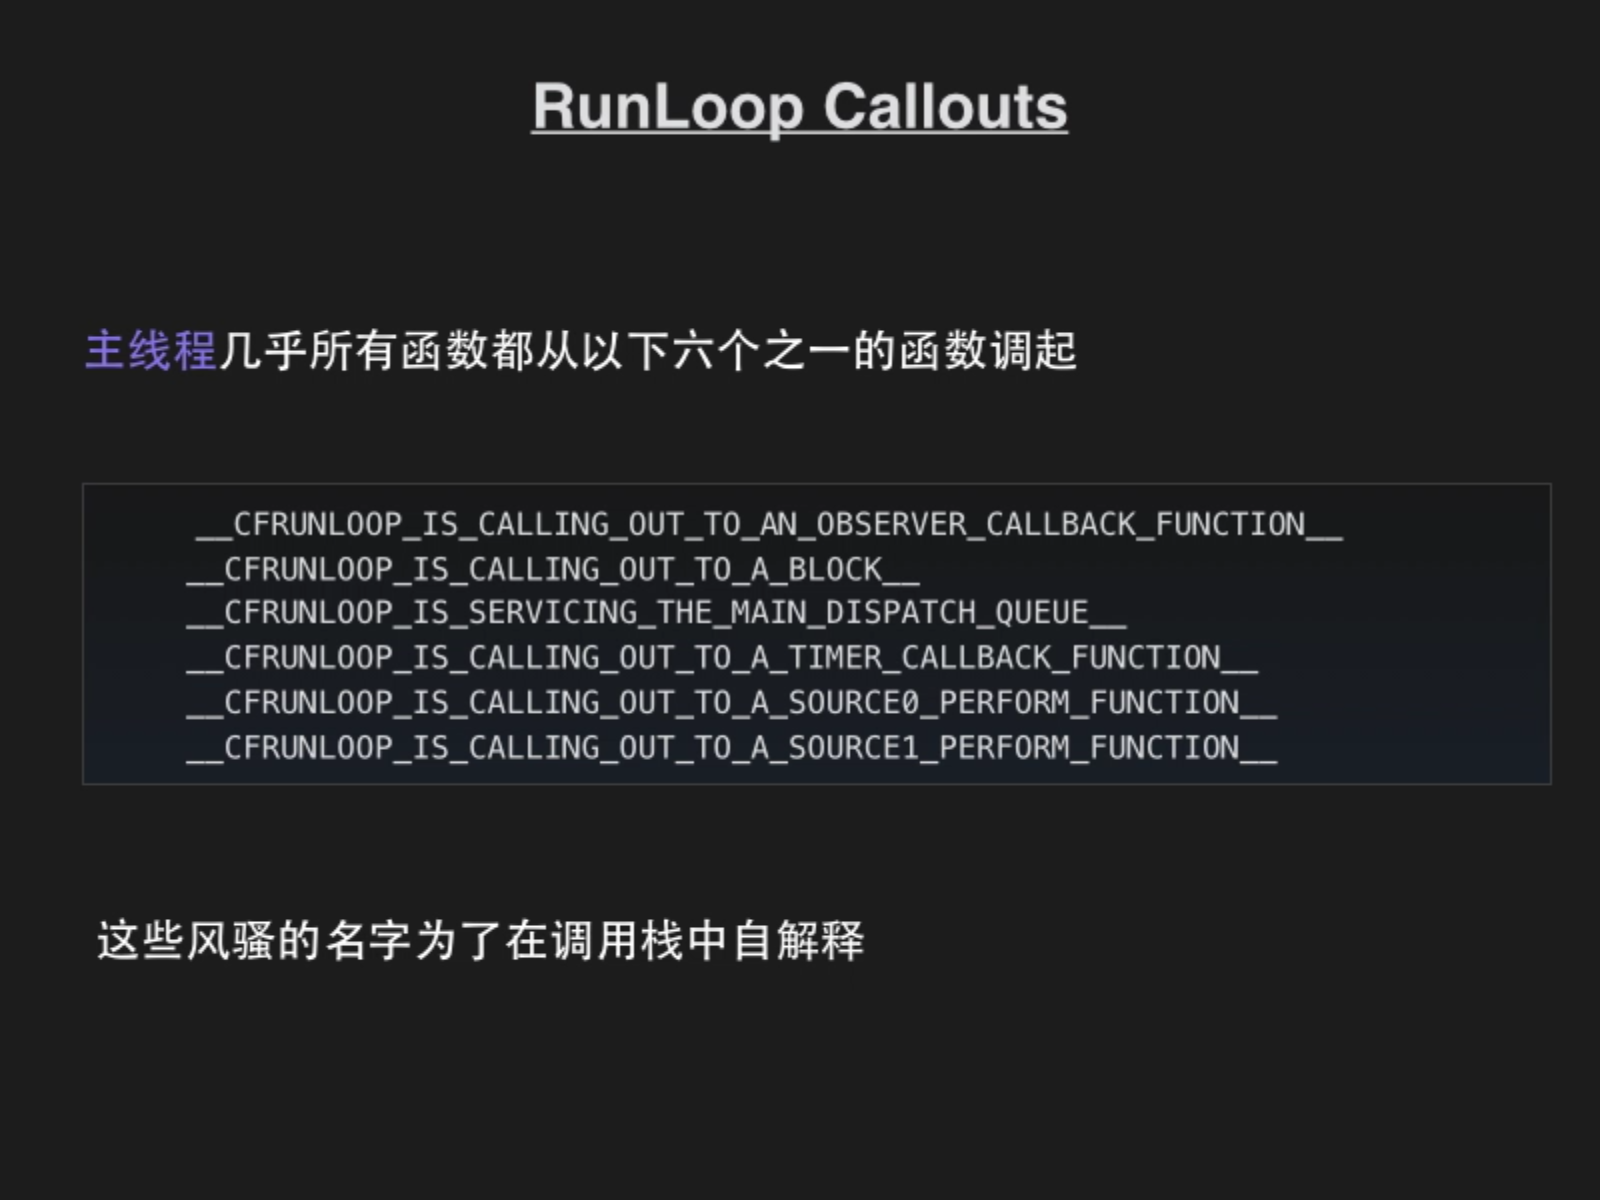 RunLoop Callouts
主线程几乎所有函数都从以下六个之一的函数调起
__CFRUNLOOP_IS_CALLING_OUT_TO_AN_OBSERVER_CALLBACK_FUNCTION__
__CFRUNLOOP_IS_CALLING_OUT_TO_A_BLOCK__
__CFRUNLOOP_IS_SERVICING_THE_MAIN_DISPATCH_QUEUE__
__CFRUNLOOP_IS_CALLING_OUT_TO_A_TIMER_CALLBACK_FUNCTION__
__CFRUNLOOP_IS_CALLING_OUT_TO_A_SOURCE0_PERFORM_FUNCTION__
__CFRUNLOOP_IS_CALLING_OUT_TO_A_SOURCE1_PERFORM_FUNCTION__
这些风骚的名字为了在调用栈中自解释